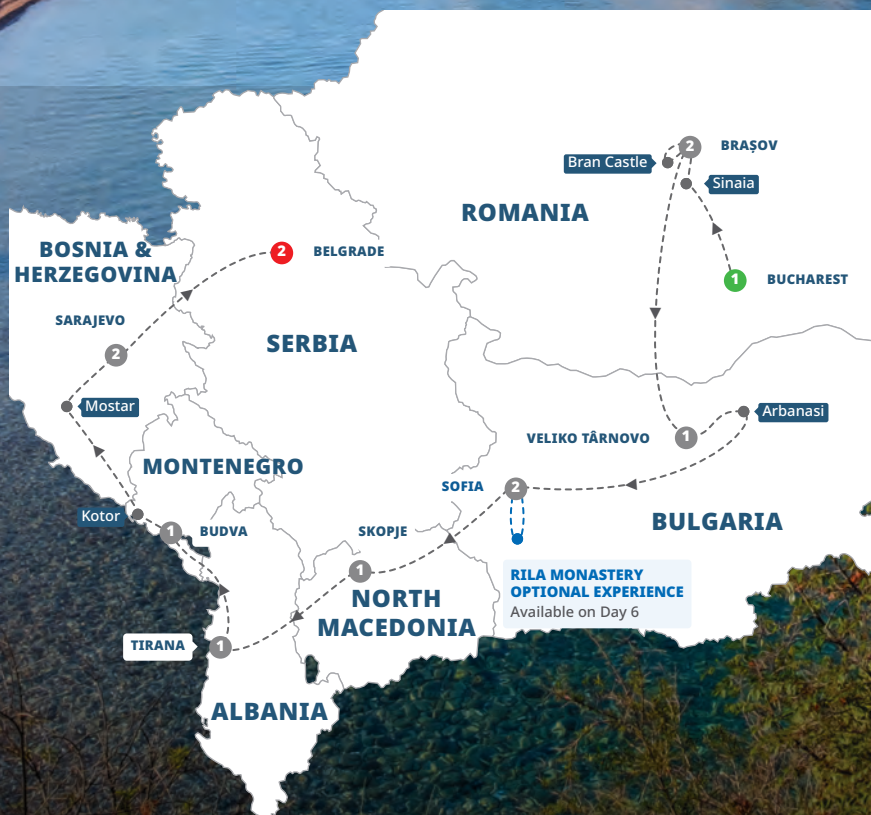 BRAȘOV
2
Bran Castle
Sinaia
ROMANIA
BOSNIA &
HERZEGOVINA
2
BELGRADE
1
BUCHAREST
SARAJEVO
2
SERBIA
Mostar
Arbanasi
VELIKO TÂRNOVO
1
MONTENEGRO
SOFIA
2
Kotor
1
BUDVA
SKOPJE
BULGARIA
1
RILA MONASTERY
OPTIONAL EXPERIENCE
Available on Day 6
NORTH
MACEDONIA
TIRANA
1
ALBANIA